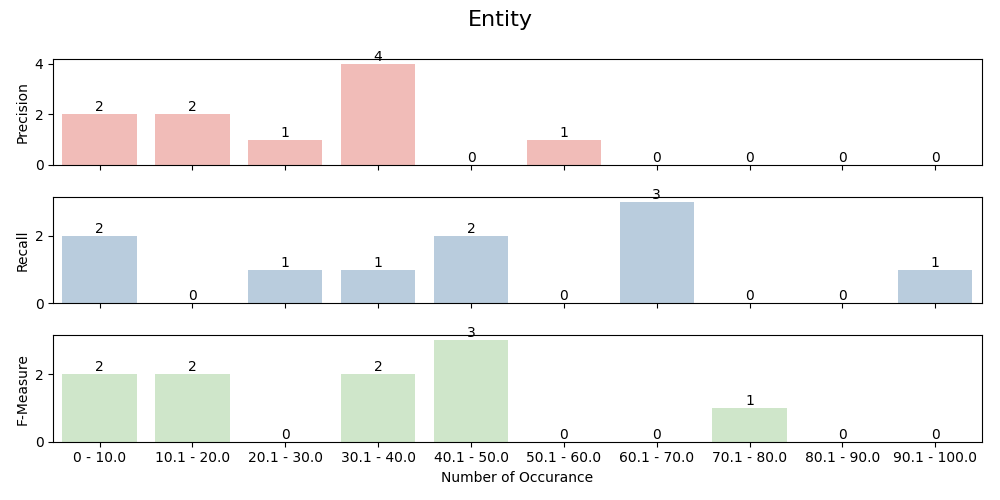 Entity
Precision
4
2
0
2 2 1 4 0 1 0 0 0 0
Recall
2
0
2 0 1 1 2 0 3 0 0 1
F-Measure
2
0
2 2 0 2 3 0 0 1 0 0
0 - 10.0 10.1 - 20.0 20.1 - 30.0 30.1 - 40.0 40.1 - 50.0 50.1 - 60.0 60.1 - 70.0 70.1 - 80.0 80.1 - 90.0 90.1 - 100.0
Number of Occurance